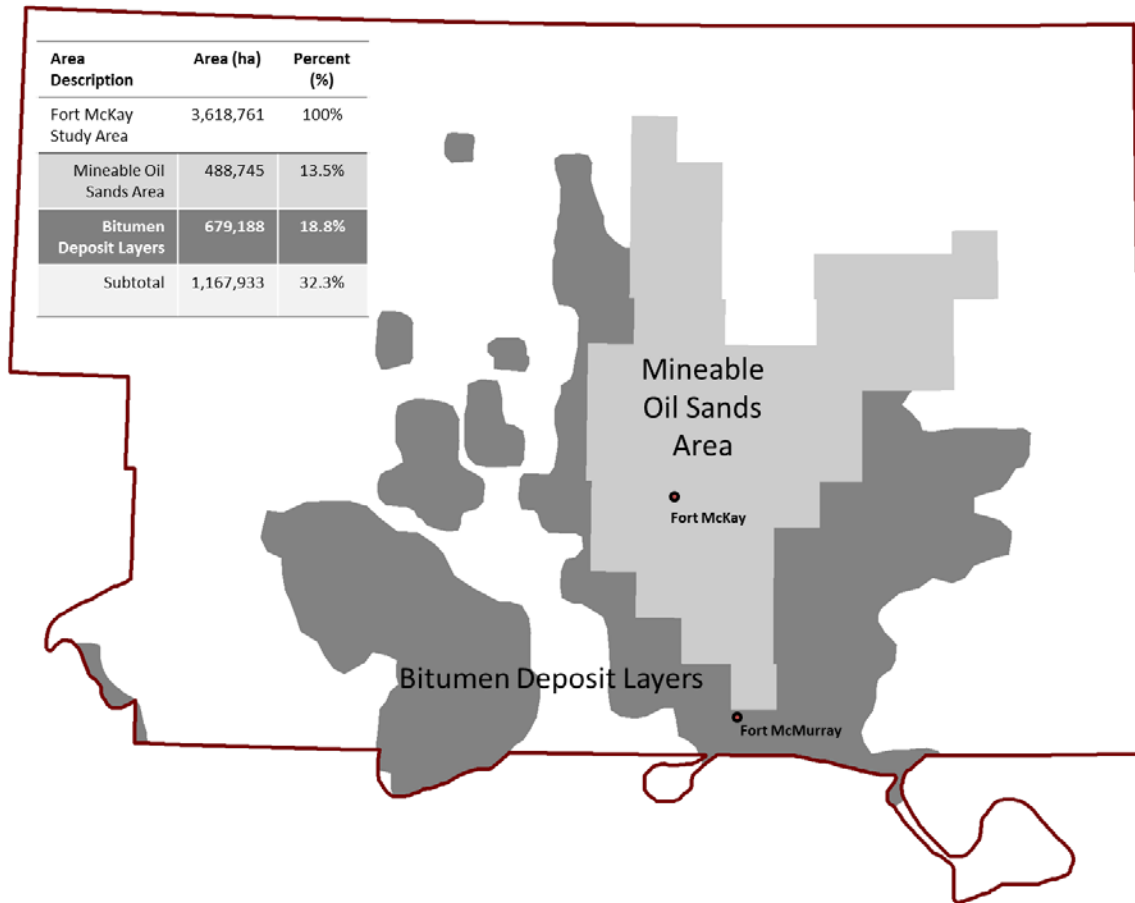 Area Description Area (ha) Percent (%)
Fort McKay Study Area 3,618,761 100%
Mineable Oil Sands Area 488,745 13.5%
Bitumen Deposit Layers 679,188 18.8%
Subtotal 1,167,933 32.3%
Mineable
Oil Sands
Area
Fort McKay
Bitumen Deposit Layers
Fort McMurray